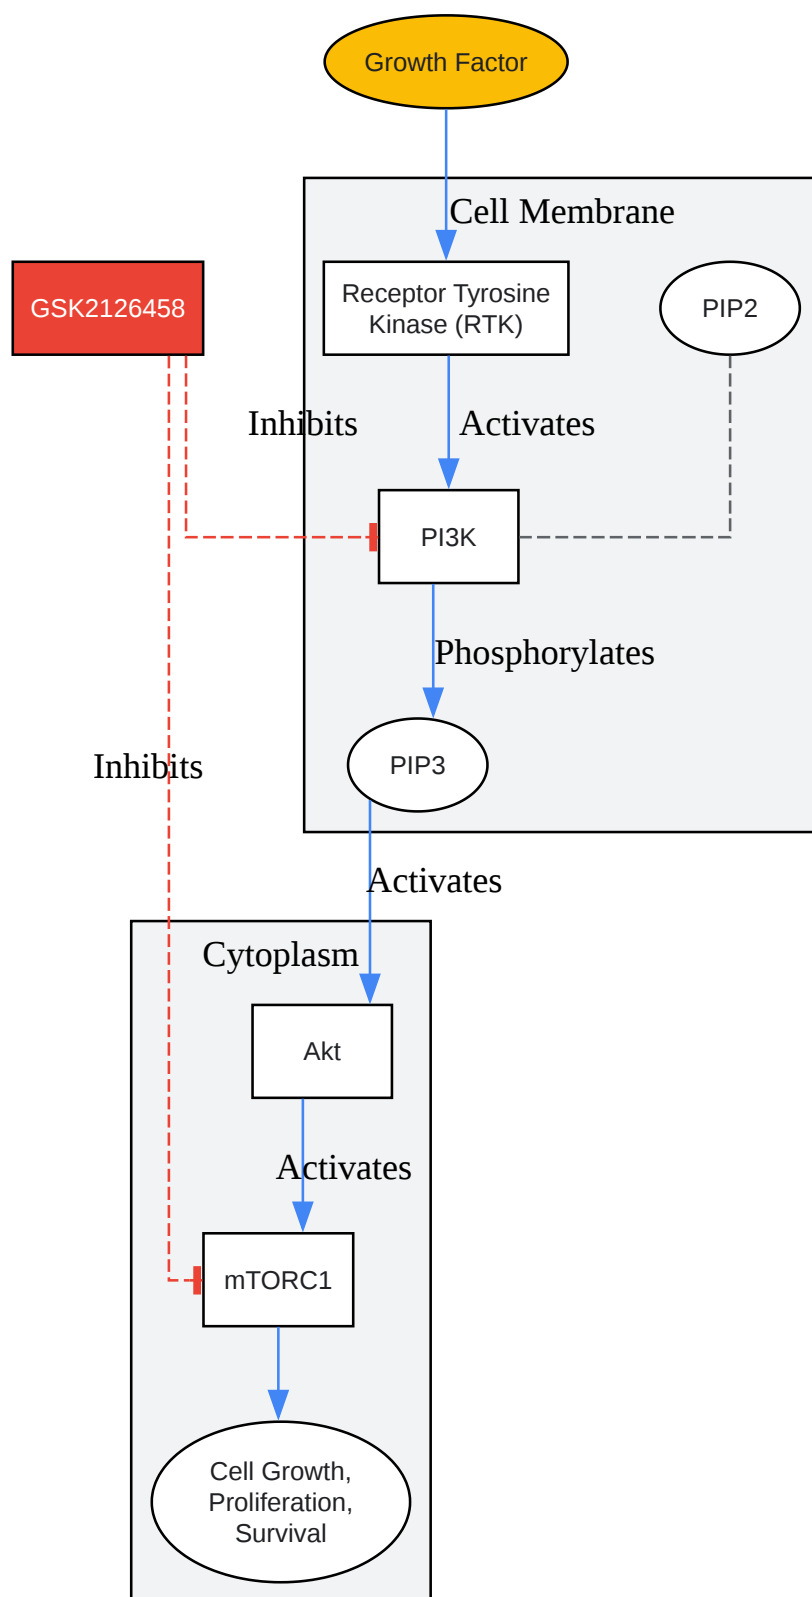 Growth Factor
Cell Membrane
GSK2126458
Receptor Tyrosine
Kinase (RTK)
PIP2
Inhibits
Activates
PI3K
Phosphorylates
PIP3
Inhibits
Activates
Cytoplasm
Akt
Activates
mTORC1
Cell Growth,
Proliferation,
Survival